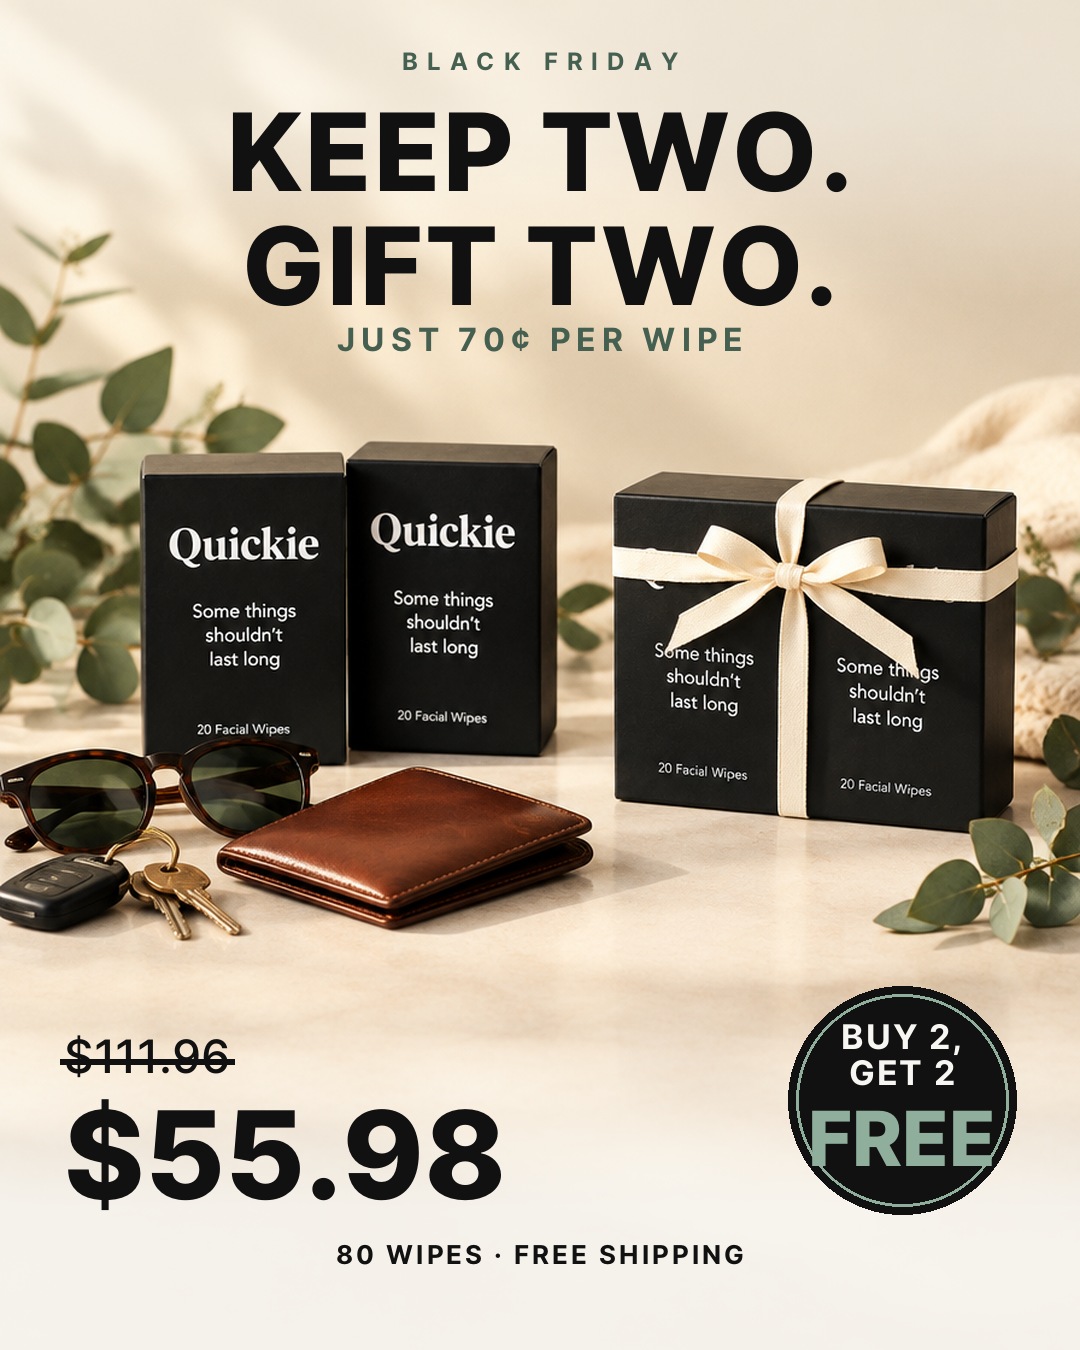 BLACK FRIDAY
KEEP TWO.
GIFT TWO.
JUST 70¢ PER WIPE
Quickie
Some things
shouldn't
last long
20 Facial Wipes
Quickie
Some things
shouldn't
last long
20 Facial Wipes
Some things
shouldn't
last long
20 Facial Wipes
Some things
shouldn't
last long
20 Facial Wipes
$111.96
$55.98
BUY 2,
GET 2
FREE
80 WIPES · FREE SHIPPING